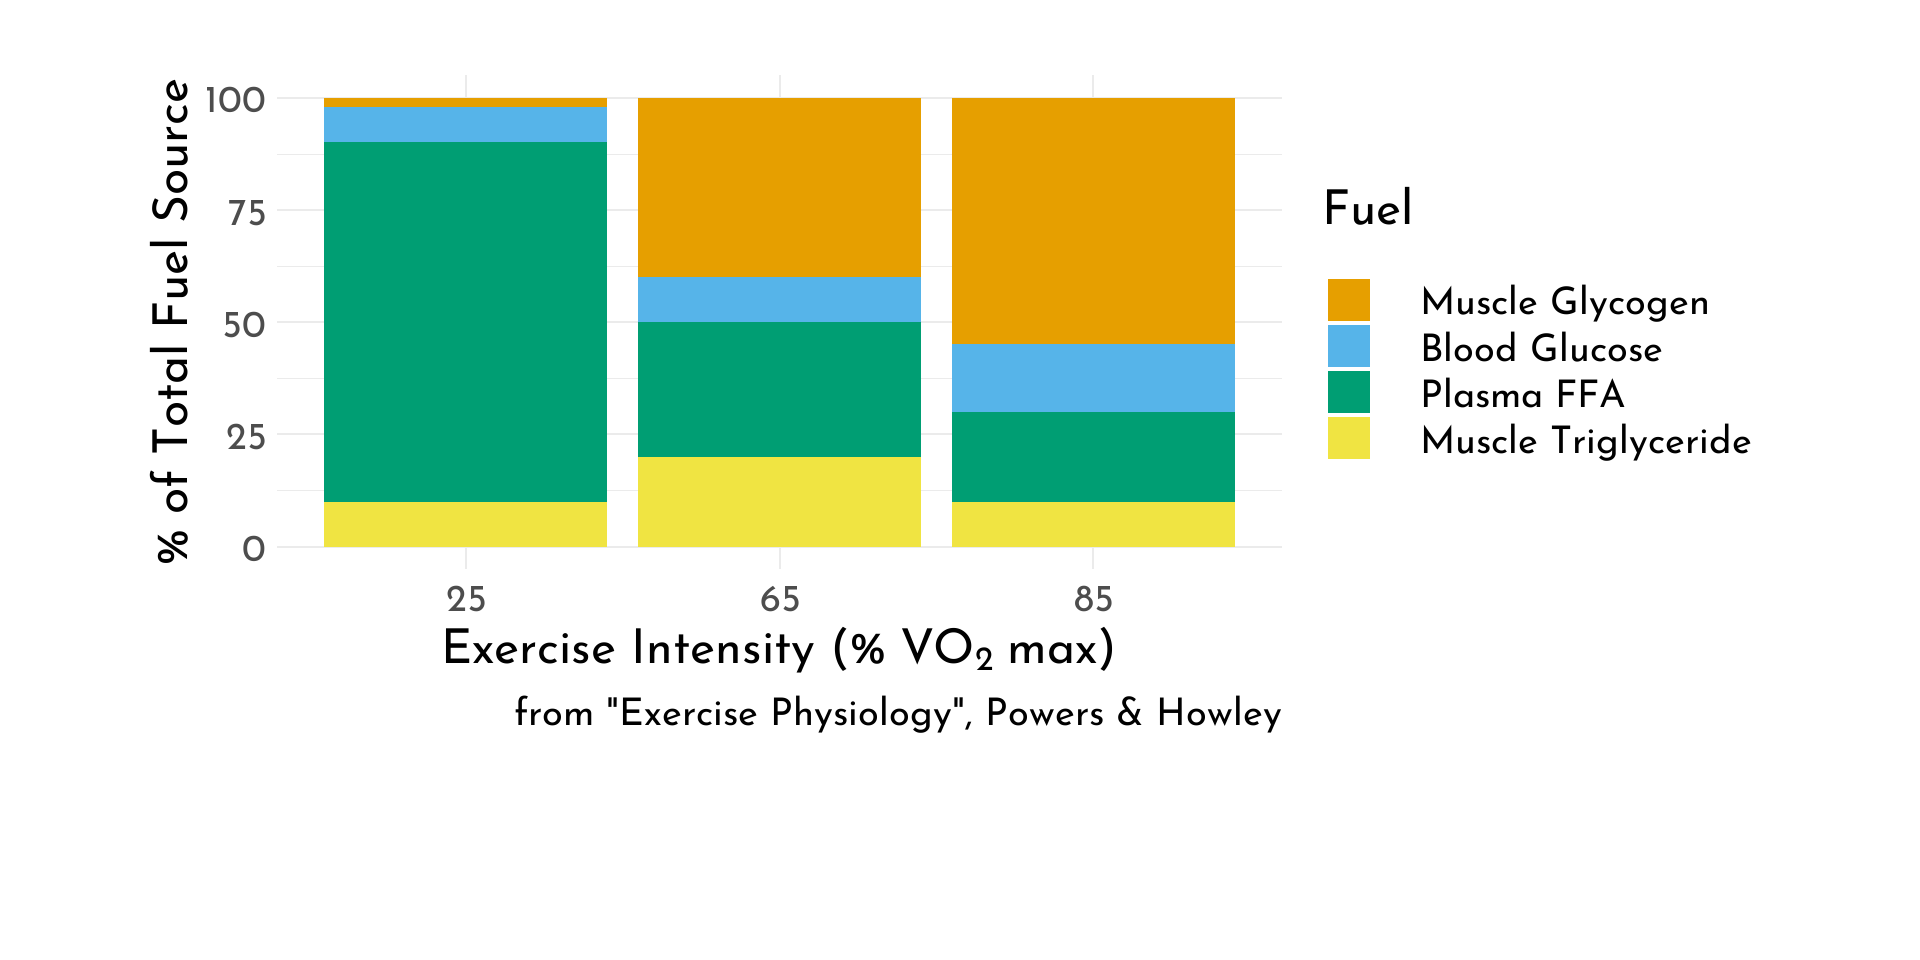 % of Total Fuel Source
100
75
50
25
0
25 65 85
Exercise Intensity (% VO₂ max)
from "Exercise Physiology", Powers & Howley
Fuel
Muscle Glycogen
Blood Glucose
Plasma FFA
Muscle Triglyceride